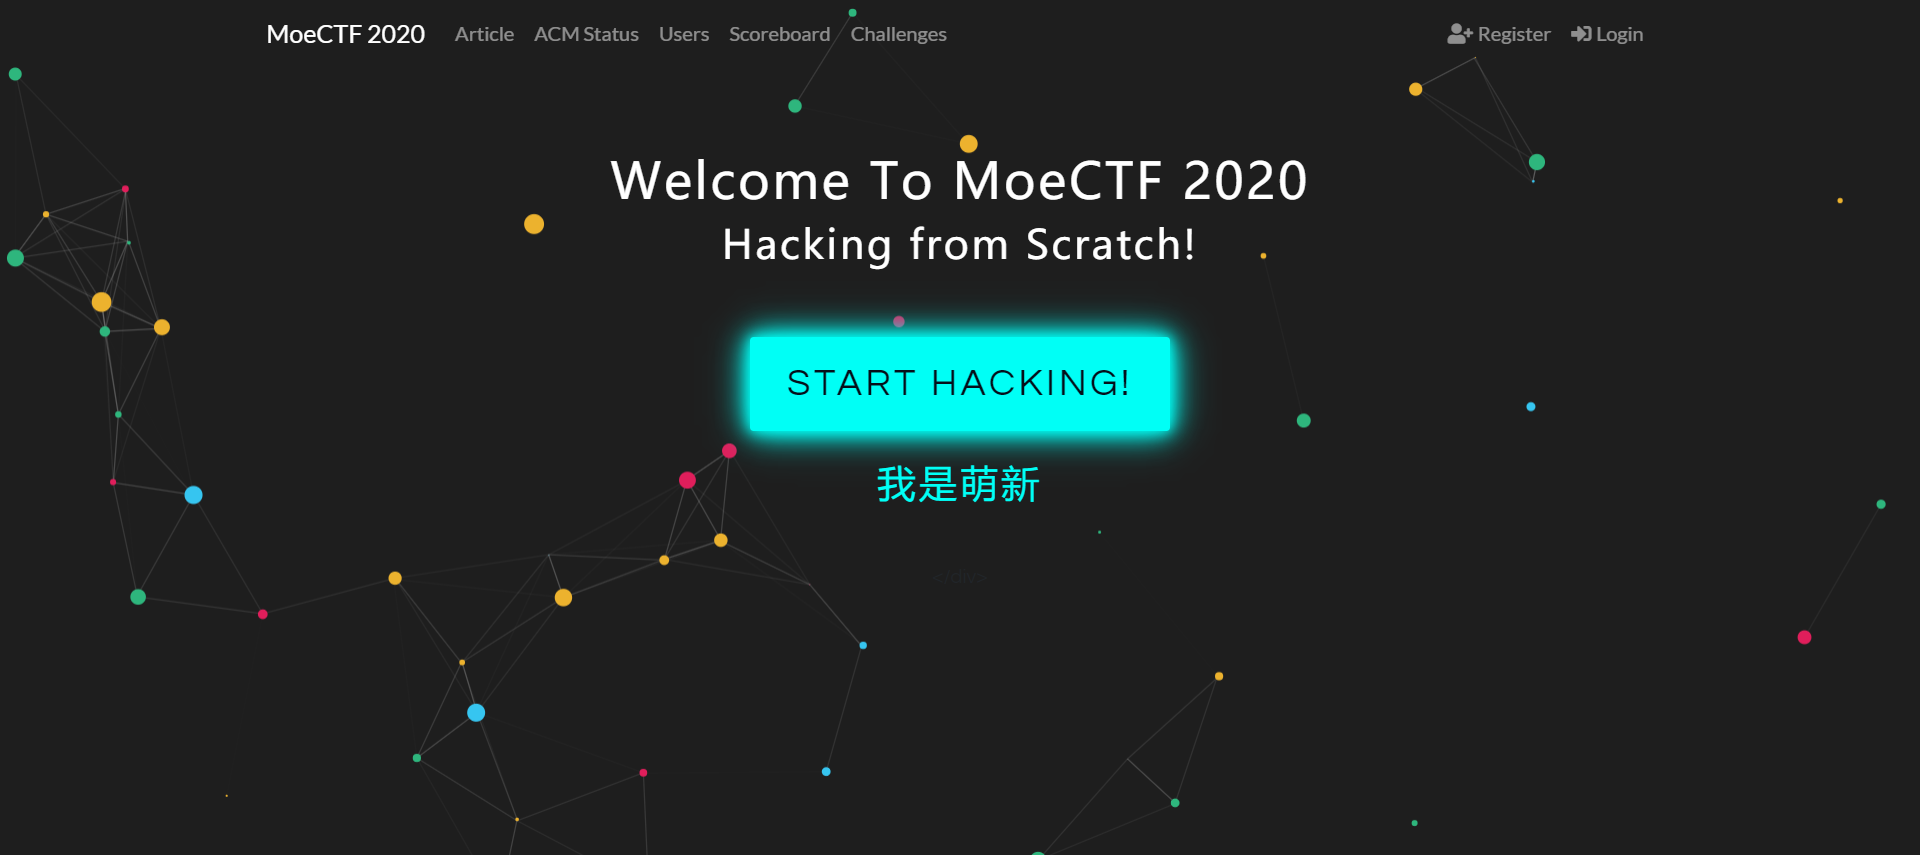 MoeCTF 2020 Article ACM Status Users Scoreboard Challenges Register Login
Welcome To MoeCTF 2020
Hacking from Scratch!
START HACKING!
我是萌新
</div>